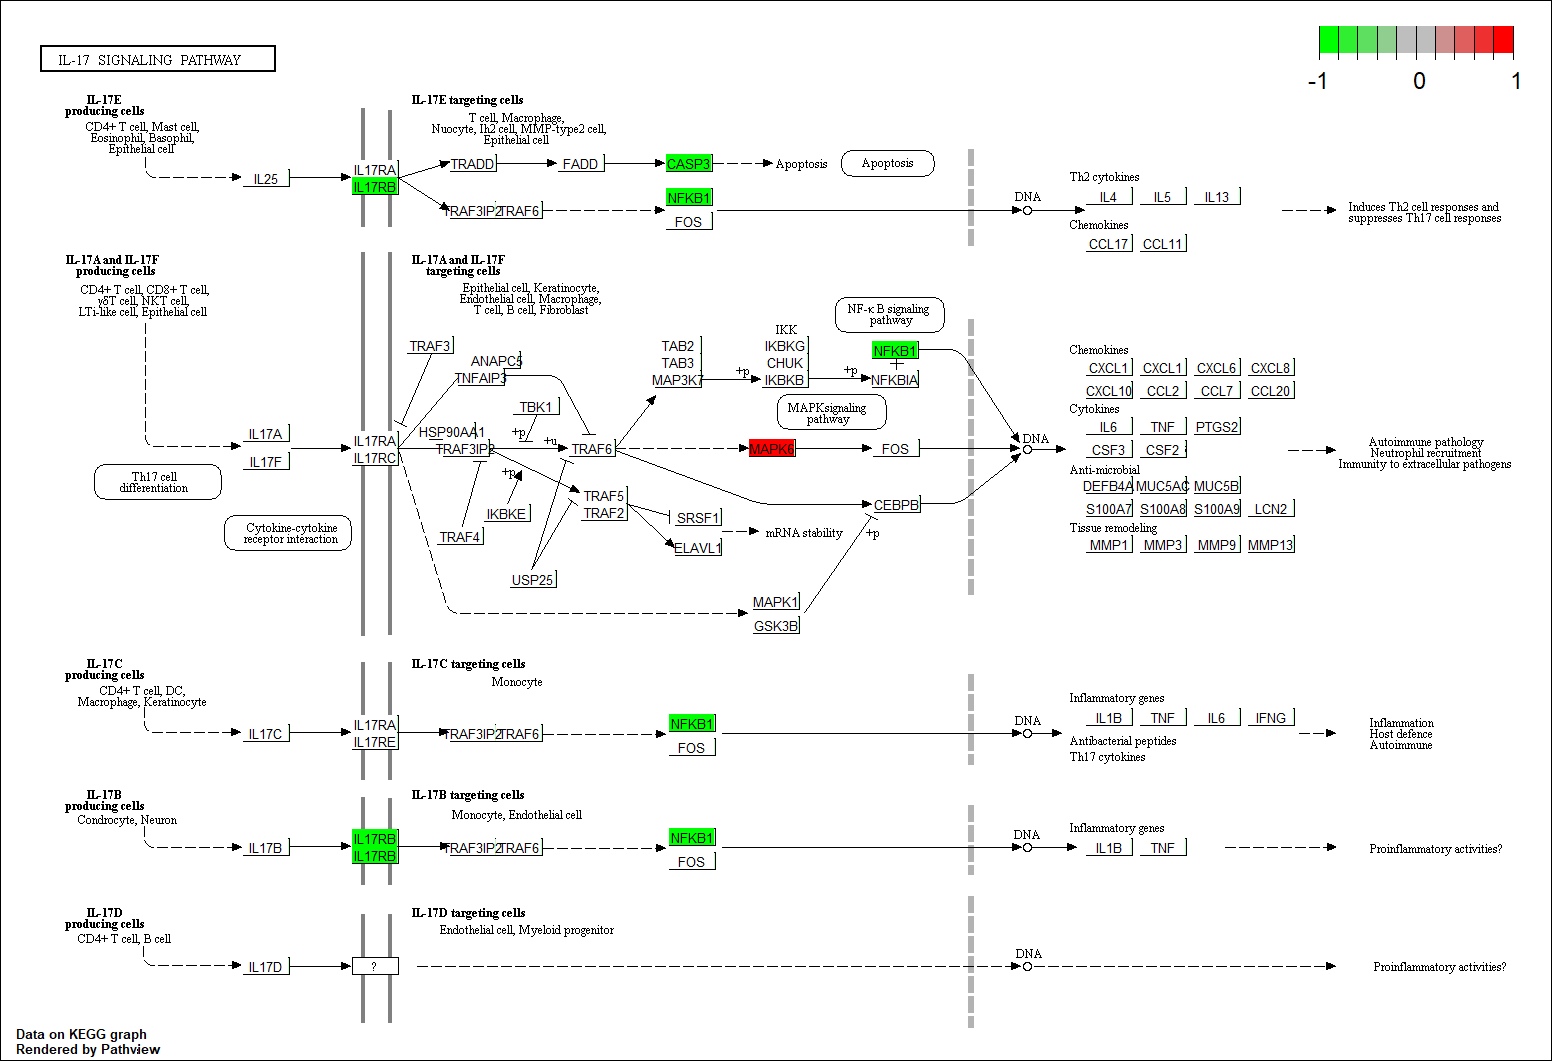 IL-17 SIGNALING PATHWAY
-1 0 1
IL-17E
producing cells
CD4+ T cell, Mast cell,
Eosinophil, Basophil,
Epithelial cell
IL25
IL17RA
IL17RB
IL-17E targeting cells
T cell, Macrophage,
Nuocyte, Ih2 cell, MMP-type2 cell,
Epithelial cell
TRADD
FADD
CASP3
Apoptosis
Apoptosis
TRAF3IP2
TRAF6
NFKB1
FOS
DNA
Th2 cytokines
IL4 IL5 IL13
Chemokines
CCL17 CCL11
Induces Th2 cell responses and
suppresses Th17 cell responses
IL-17A and IL-17F
producing cells
CD4+ T cell, CD8+ T cell,
γδT cell, NKT cell,
LTi-like cell, Epithelial cell
IL17A
IL17F
Th17 cell
differentiation
Cytokine-cytokine
receptor interaction
IL17RA
IL17RC
IL-17A and IL-17F
targeting cells
Epithelial cell, Keratinocyte,
Endothelial cell, Macrophage,
T cell, B cell, Fibroblast
TRAF3
ANAPC5
TNFAIP3
TBK1
HSP90AA1
TRAF3IP2
+p
+u
TRAF6
+p
IKBKE
TRAF4
USP25
TRAF5
TRAF2
SRSF1
ELAVL1
mRNA stability
TAB2
TAB3
MAP3K7
+p
IKK
IKBKG
CHUK
IKBKB
+p
NF-κB signaling
pathway
NFKB1
NFKBIA
MAPKsignaling
pathway
MAPK6
FOS
CEBPB
+p
MAPK1
GSK3B
DNA
Chemokines
CXCL1 CXCL1 CXCL6 CXCL8
CXCL10 CCL2 CCL7 CCL20
Cytokines
IL6 TNF PTGS2
CSF3 CSF2
Anti-microbial
DEFB4A MUC5AC MUC5B
S100A7 S100A8 S100A9 LCN2
Tissue remodeling
MMP1 MMP3 MMP9 MMP13
Autoimmune pathology
Neutrophil recruitment
Immunity to extracellular pathogens
IL-17C
producing cells
CD4+ T cell, DC,
Macrophage, Keratinocyte
IL17C
IL17RA
IL17RE
IL-17C targeting cells
Monocyte
TRAF3IP2
TRAF6
NFKB1
FOS
DNA
Inflammatory genes
IL1B TNF IL6 IFNG
Antibacterial peptides
Th17 cytokines
Inflammation
Host defence
Autoimmune
IL-17B
producing cells
Condrocyte, Neuron
IL17B
IL17RB
IL17RB
IL-17B targeting cells
Monocyte, Endothelial cell
TRAF3IP2
TRAF6
NFKB1
FOS
DNA
Inflammatory genes
IL1B TNF
Proinflammatory activities?
IL-17D
producing cells
CD4+ T cell, B cell
IL17D
?
IL-17D targeting cells
Endothelial cell, Myeloid progenitor
DNA
Proinflammatory activities?
Data on KEGG graph
Rendered by Pathview